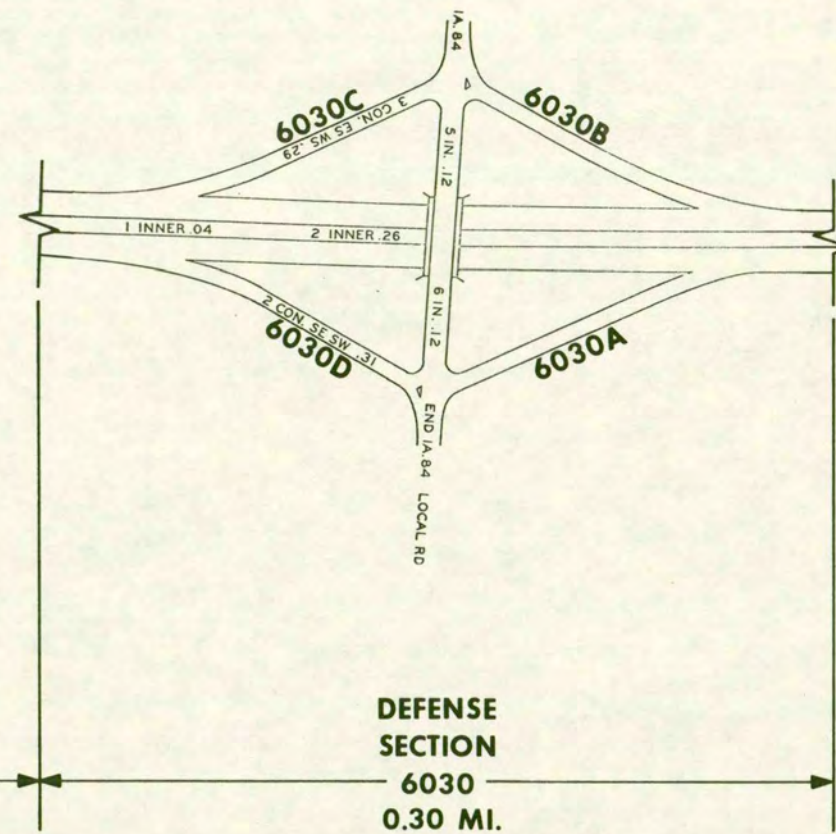 IA. 84
6030C
3 CON. ES WS .29
6030B
5 IN. .12
1 INNER .04
2 INNER .26
6 IN. .12
2 CON. SE SW .31
6030D
6030A
END IA. 84 LOCAL RD
DEFENSE
SECTION
6030
0.30 MI.